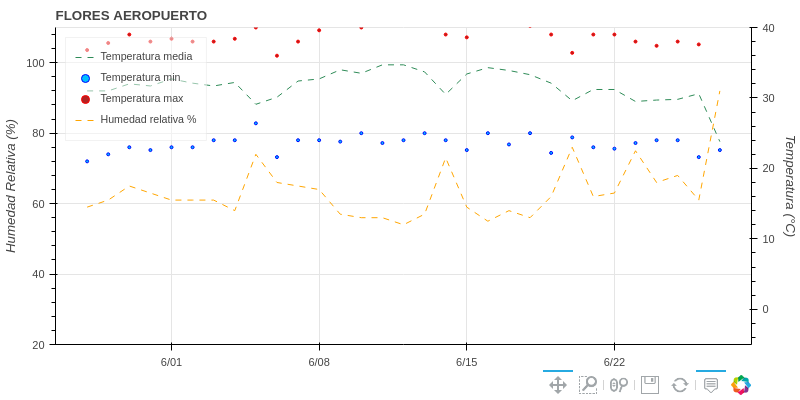 FLORES AEROPUERTO
Temperatura media
Temperatura min
Temperatura max
Humedad relativa %
Humedad Relativa (%)
100
80
60
40
20
Temperatura (°C)
40
30
20
10
0
6/01
6/08
6/15
6/22